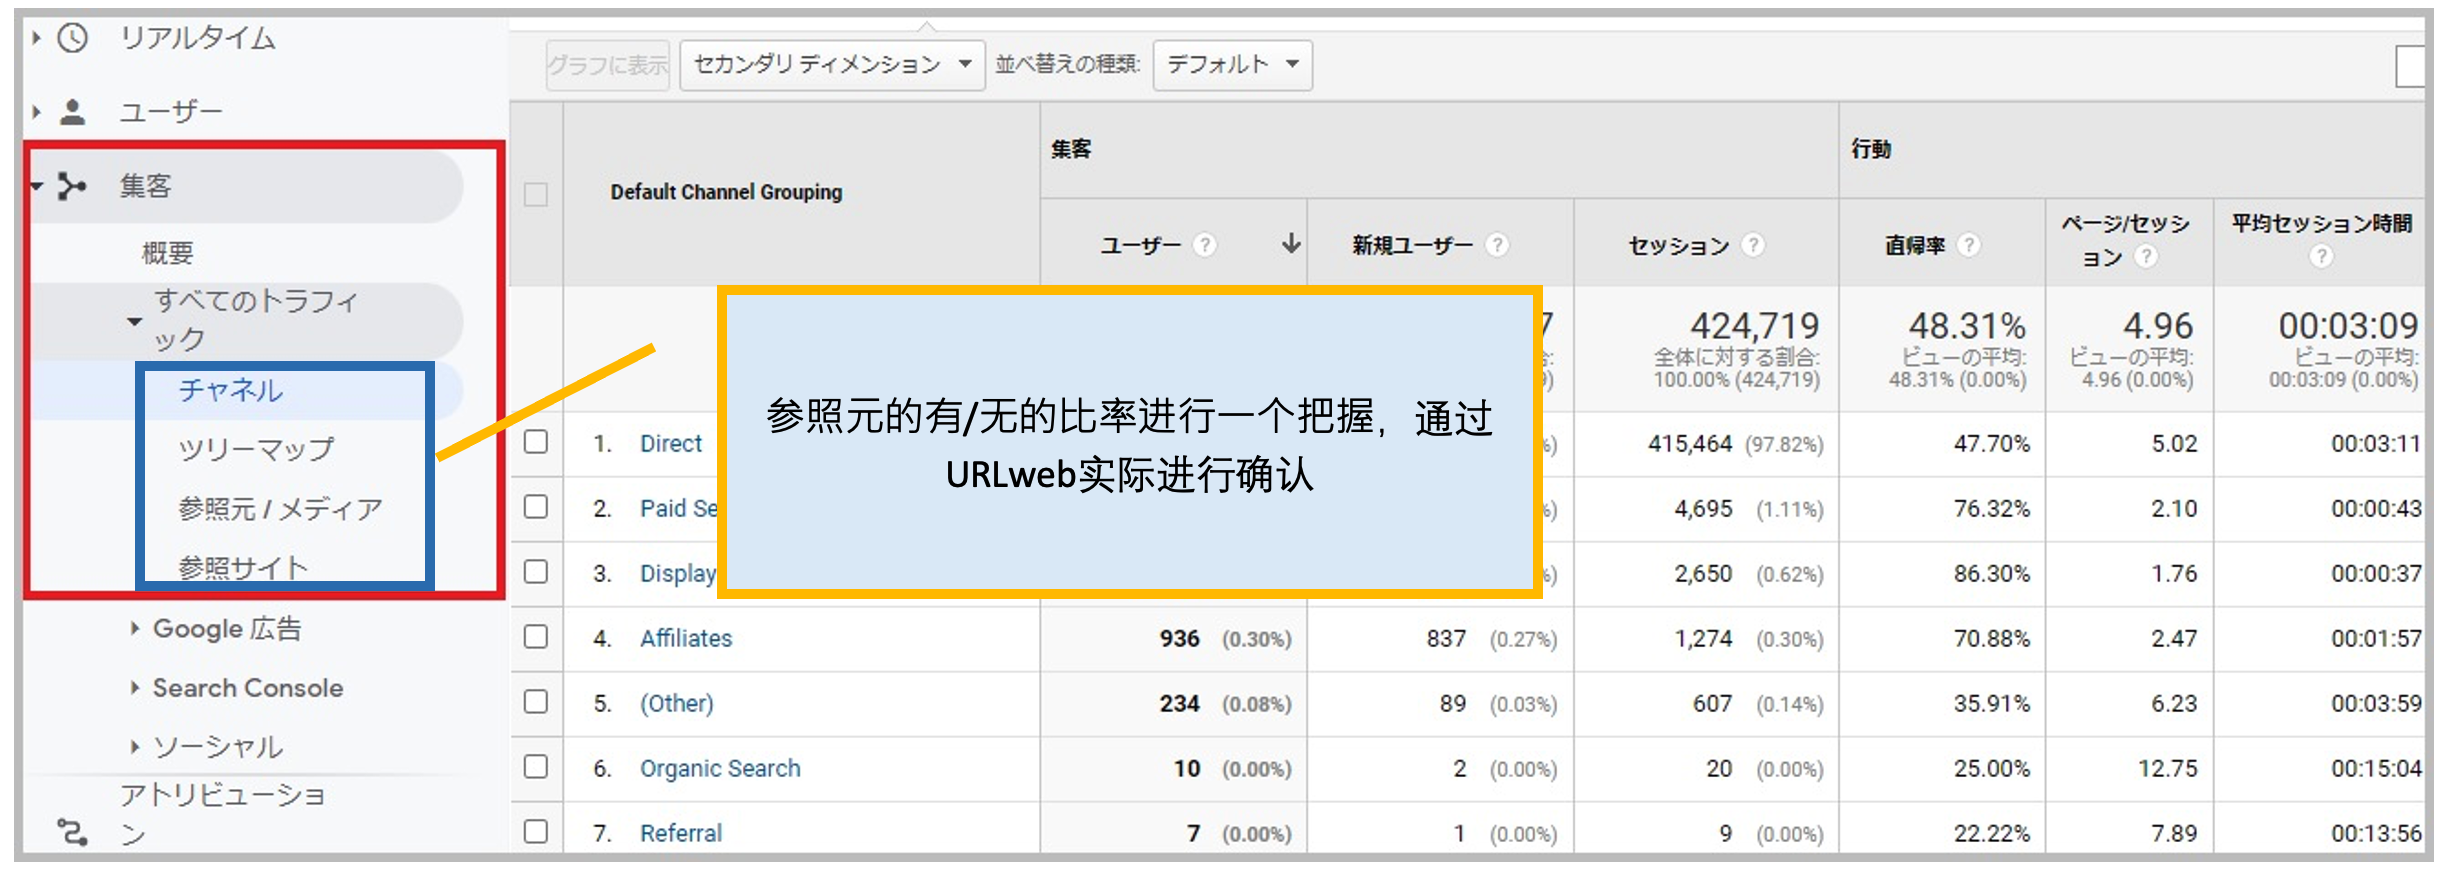 リアルタイム
ユーザー
集客
概要
すべてのトラフィ
ック
チャネル
ツリーマップ
参照元 / メディア
参照サイト
Google 広告
Search Console
ソーシャル
アトリビューショ
ン
グラフに表示 セカンダリ ディメンション 並べ替えの種類: デフォルト
Default Channel Grouping
集客
行動
ユーザー ?
新規ユーザー ?
セッション ?
直帰率 ?
ページ/セッシ
ョン ?
平均セッション時間
?
7 424,719 48.31% 4.96 00:03:09
全体に対する割合: ビューの平均: ビューの平均: ビューの平均:
100.00% (424,719) 48.31% (0.00%) 4.96 (0.00%) 00:03:09 (0.00%)
参照元的有/无的比率进行一个把握，通过
URLweb实际进行确认
1. Direct 415,464 (97.82%) 47.70% 5.02 00:03:11
2. Paid Se 4,695 (1.11%) 76.32% 2.10 00:00:43
3. Display 2,650 (0.62%) 86.30% 1.76 00:00:37
4. Affiliates 936 (0.30%) 837 (0.27%) 1,274 (0.30%) 70.88% 2.47 00:01:57
5. (Other) 234 (0.08%) 89 (0.03%) 607 (0.14%) 35.91% 6.23 00:03:59
6. Organic Search 10 (0.00%) 2 (0.00%) 20 (0.00%) 25.00% 12.75 00:15:04
7. Referral 7 (0.00%) 1 (0.00%) 9 (0.00%) 22.22% 7.89 00:13:56